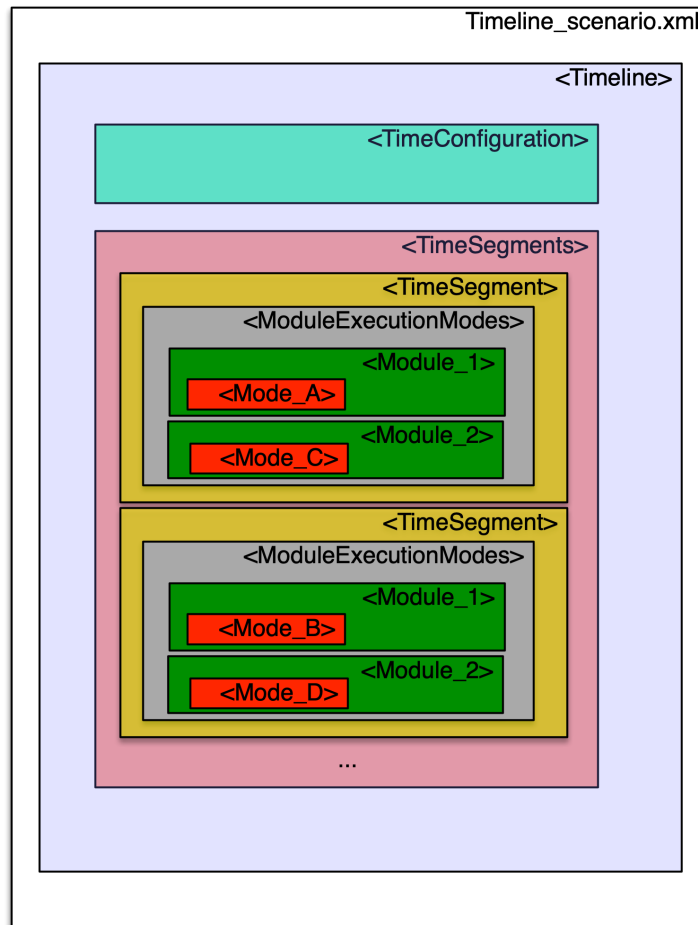 Timeline_scenario.xml
<Timeline>
<TimeConfiguration>
<TimeSegments>
<TimeSegment>
<ModuleExecutionModes>
<Module_1>
<Mode_A>
<Module_2>
<Mode_C>
<TimeSegment>
<ModuleExecutionModes>
<Module_1>
<Mode_B>
<Module_2>
<Mode_D>
...